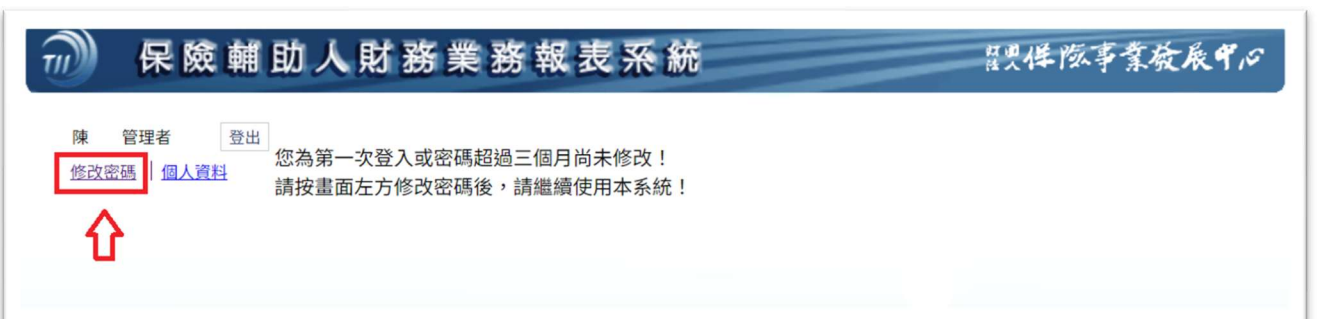 TII 保險輔助人財務業務報表系統 財團法人保險事業發展中心
陳 管理者 登出
您為第一次登入或密碼超過三個月尚未修改！
修改密碼 | 個人資料
請按畫面左方修改密碼後，請繼續使用本系統！